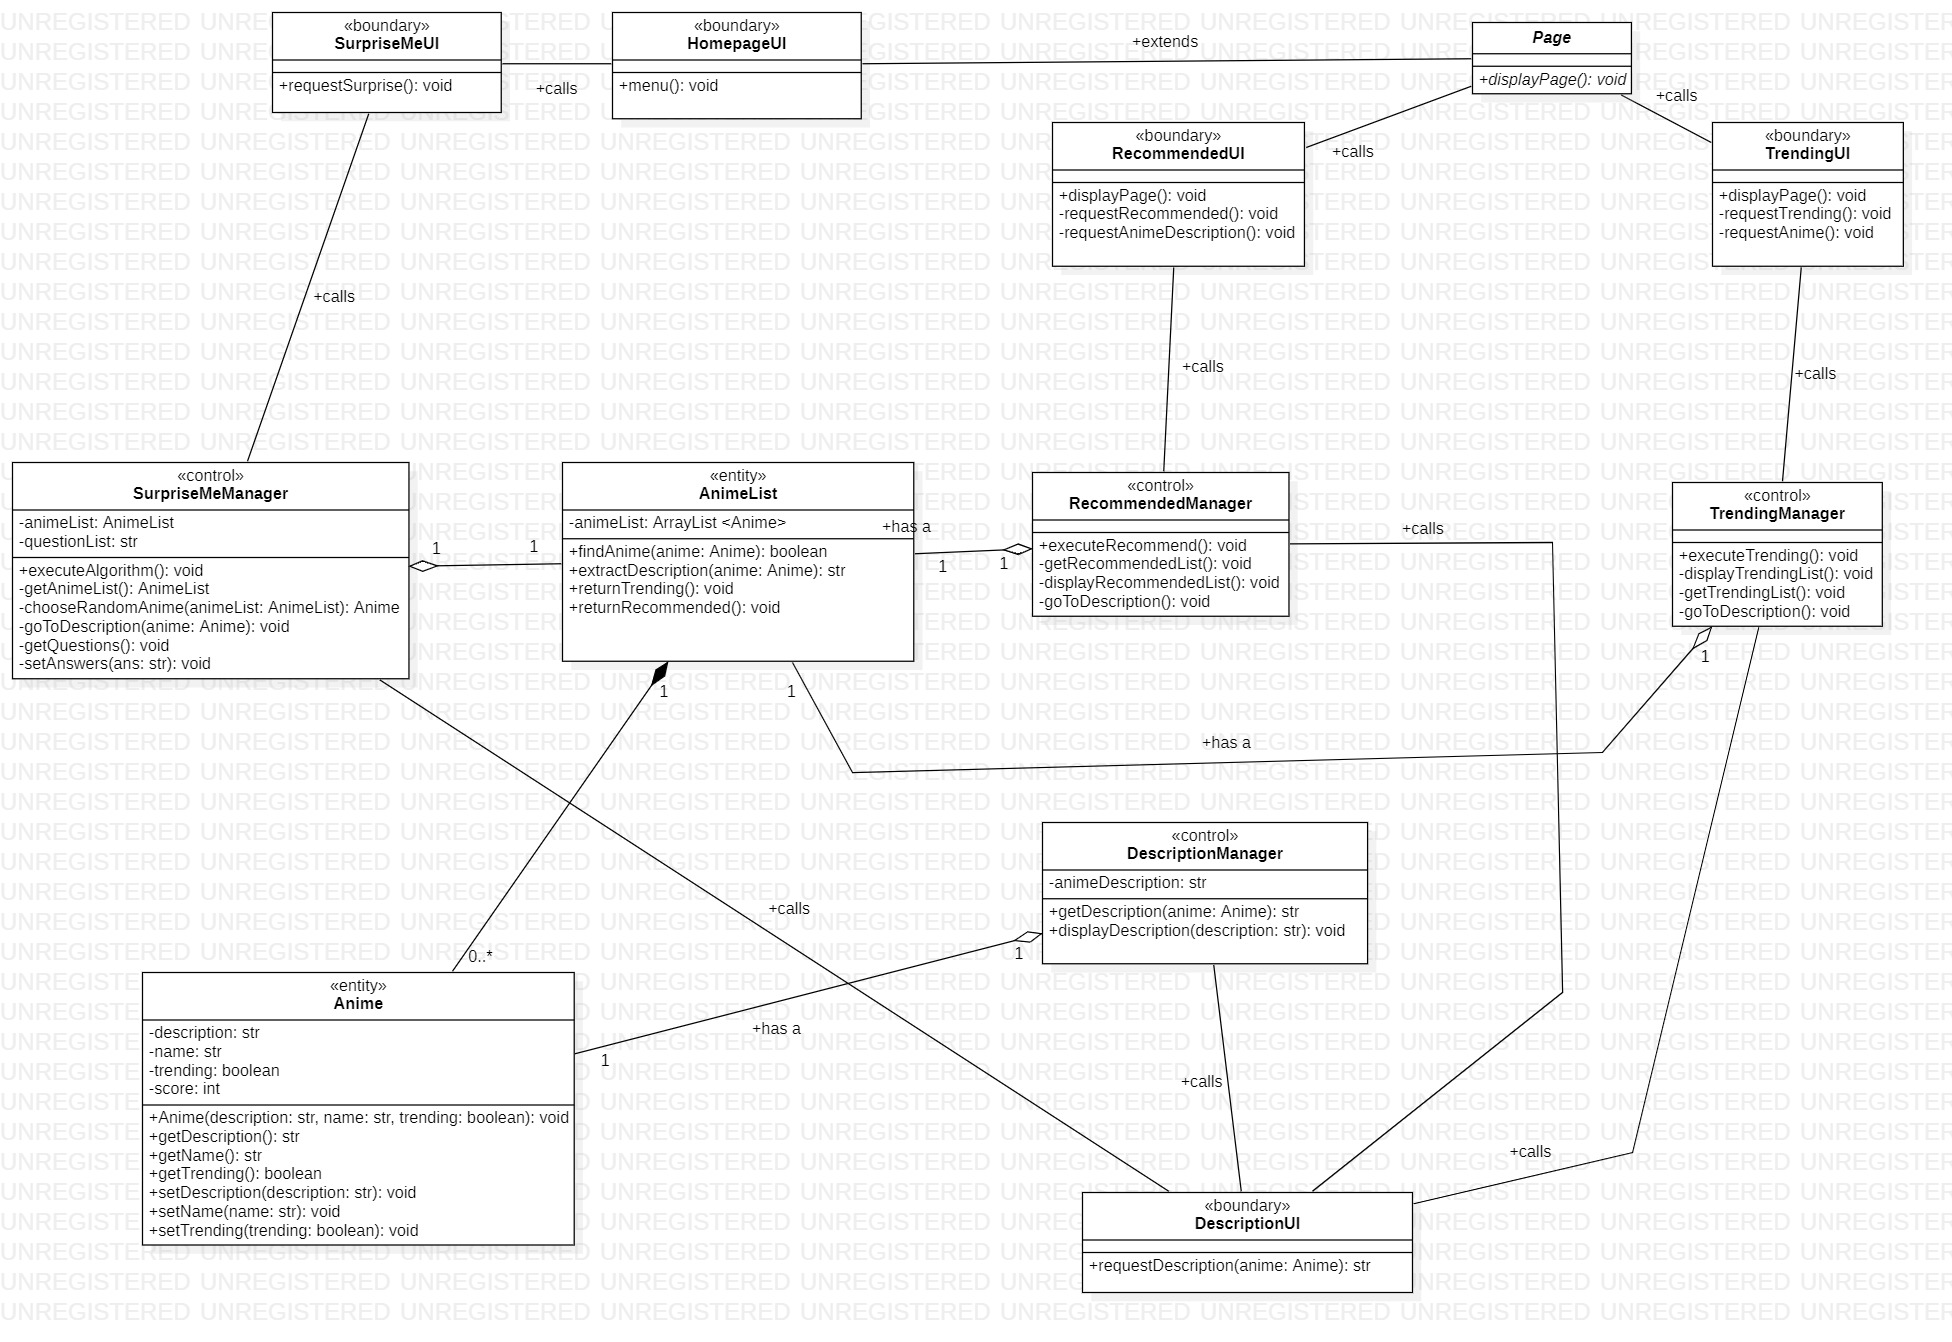 «boundary»
SurpriseMeUI
+requestSurprise(): void
+calls
«boundary»
HomepageUI
+menu(): void
+extends
Page
+displayPage(): void
+calls
+calls
«boundary»
RecommendedUI
+displayPage(): void
-requestRecommended(): void
-requestAnimeDescription(): void
«boundary»
TrendingUI
+displayPage(): void
-requestTrending(): void
-requestAnime(): void
+calls
+calls
+calls
«control»
SurpriseMeManager
-animeList: AnimeList
-questionList: str
+executeAlgorithm(): void
-getAnimeList(): AnimeList
-chooseRandomAnime(animeList: AnimeList): Anime
-goToDescription(anime: Anime): void
-getQuestions(): void
-setAnswers(ans: str): void
1
1
«entity»
AnimeList
-animeList: ArrayList <Anime>
+findAnime(anime: Anime): boolean
+extractDescription(anime: Anime): str
+returnTrending(): void
+returnRecommended(): void
+has a
1
1
«control»
RecommendedManager
+executeRecommend(): void
-getRecommendedList(): void
-displayRecommendedList(): void
-goToDescription(): void
+calls
«control»
TrendingManager
+executeTrending(): void
-displayTrendingList(): void
-getTrendingList(): void
-goToDescription(): void
1
1
1
+has a
+calls
«control»
DescriptionManager
-animeDescription: str
+getDescription(anime: Anime): str
+displayDescription(description: str): void
1
0..*
+has a
1
«entity»
Anime
-description: str
-name: str
-trending: boolean
-score: int
+Anime(description: str, name: str, trending: boolean): void
+getDescription(): str
+getName(): str
+getTrending(): boolean
+setDescription(description: str): void
+setName(name: str): void
+setTrending(trending: boolean): void
+calls
+calls
«boundary»
DescriptionUI
+requestDescription(anime: Anime): str
UNREGISTERED